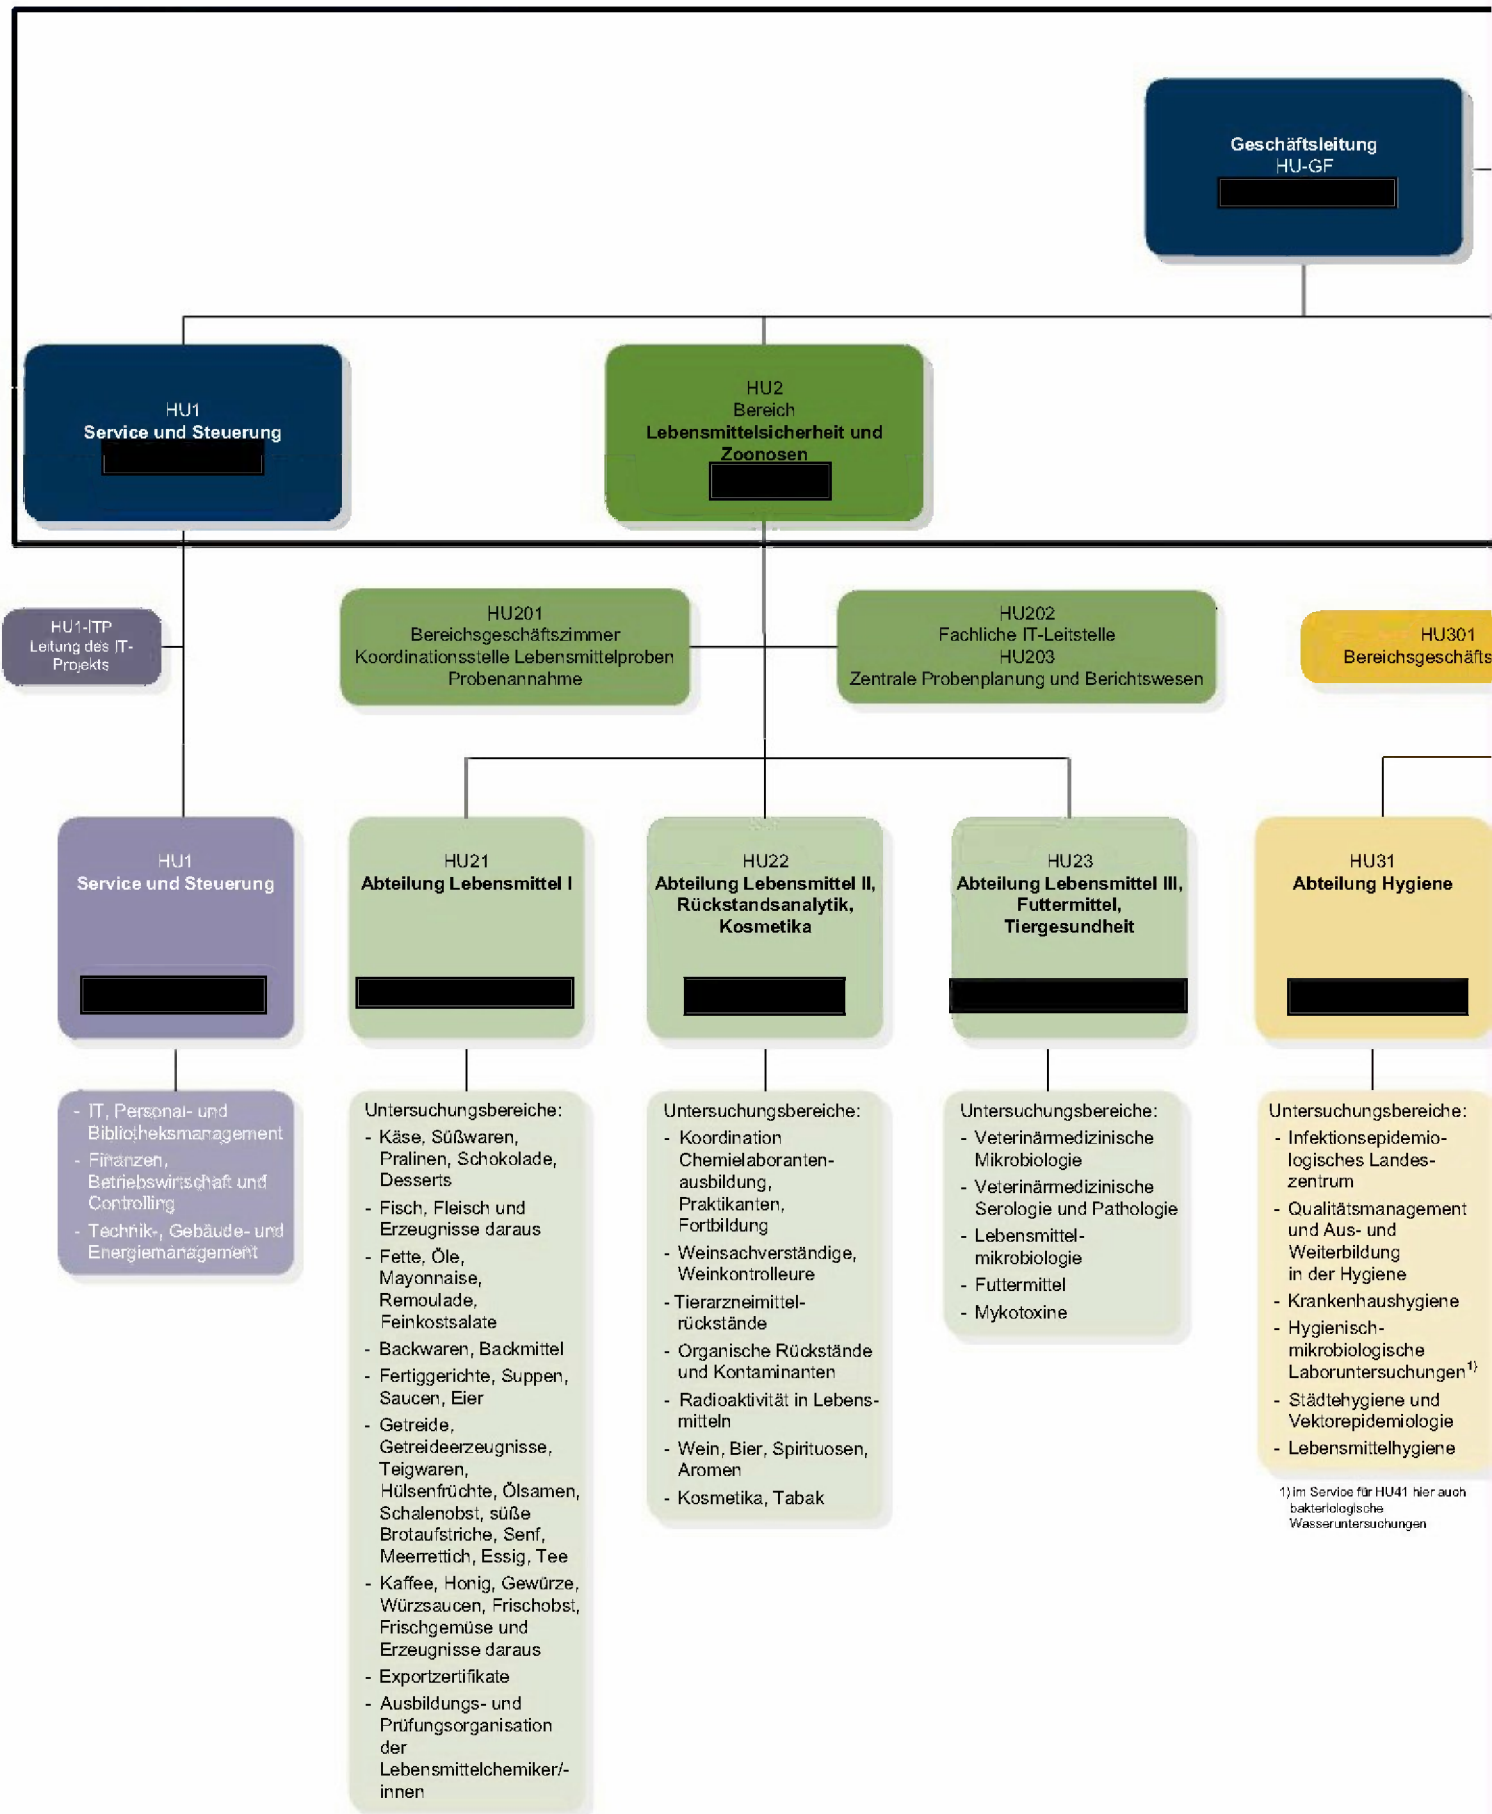 Geschäftsleitung
HU-GF
HU1
Service und Steuerung
HU2
Bereich
Lebensmittelsicherheit und
Zoonosen
HU1-ITP
Leitung des IT-
Projekts
HU201
Bereichsgeschäftszimmer
Koordinationsstelle Lebensmittelproben
Probenannahme
HU202
Fachliche IT-Leitstelle
HU203
Zentrale Probenplanung und Berichtswesen
HU301
Bereichsgeschäfts
HU1
Service und Steuerung
HU21
Abteilung Lebensmittel I
HU22
Abteilung Lebensmittel II,
Rückstandsanalytik,
Kosmetika
HU23
Abteilung Lebensmittel III,
Futtermittel,
Tiergesundheit
HU31
Abteilung Hygiene
- IT, Personal- und
Bibliotheksmanagement
- Finanzen,
Betriebswirtschaft und
Controlling
- Technik-, Gebäude- und
Energiemanagement
Untersuchungsbereiche:
- Käse, Süßwaren,
Pralinen, Schokolade,
Desserts
- Fisch, Fleisch und
Erzeugnisse daraus
- Fette, Öle,
Mayonnaise,
Remoulade,
Feinkostsalate
- Backwaren, Backmittel
- Fertiggerichte, Suppen,
Saucen, Eier
- Getreide,
Getreideerzeugnisse,
Teigwaren,
Hülsenfrüchte, Ölsamen,
Schalenobst, süße
Brotaufstriche, Senf,
Meerrettich, Essig, Tee
- Kaffee, Honig, Gewürze,
Würzsaucen, Frischobst,
Frischgemüse und
Erzeugnisse daraus
- Exportzertifikate
- Ausbildungs- und
Prüfungsorganisation
der
Lebensmittelchemiker/-
innen
Untersuchungsbereiche:
- Koordination
Chemielaboranten-
ausbildung,
Praktikanten,
Fortbildung
- Weinsachverständige,
Weinkontrolleure
- Tierarzneimittel-
rückstände
- Organische Rückstände
und Kontaminanten
- Radioaktivität in Lebens-
mitteln
- Wein, Bier, Spirituosen,
Aromen
- Kosmetika, Tabak
Untersuchungsbereiche:
- Veterinärmedizinische
Mikrobiologie
- Veterinärmedizinische
Serologie und Pathologie
- Lebensmittel-
mikrobiologie
- Futtermittel
- Mykotoxine
Untersuchungsbereiche:
- Infektionsepidemio-
logisches Landes-
zentrum
- Qualitätsmanagement
und Aus- und
Weiterbildung
in der Hygiene
- Krankenhaushygiene
- Hygienisch-
mikrobiologische
Laboruntersuchungen1)
- Städtehygiene und
Vektorepidemiologie
- Lebensmittelhygiene
1) im Service für HU41 hier auch
bakteriologische
Wasseruntersuchungen